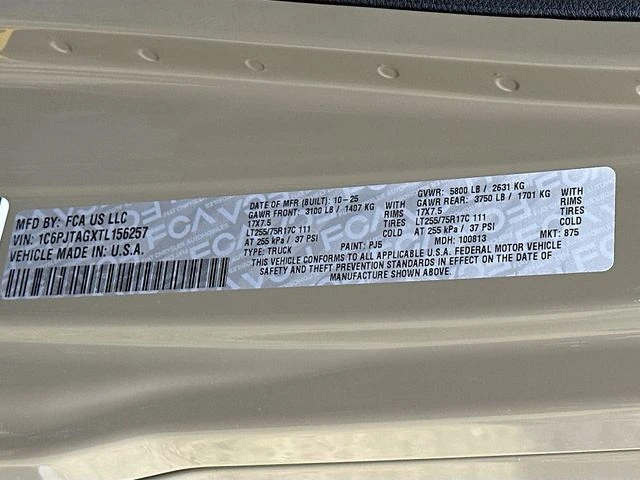 MFD BY: FCA US LLC
VIN: 1C6PJTAGXTL156257
VEHICLE MADE IN: U.S.A.
DATE OF MFR (BUILT): 10-25
GAWR FRONT: 3100 LB / 1407 KG WITH
17X7.5 RIMS
LT255/75R17C 111 TIRES
AT 255 kPa / 37 PSI COLD
GVWR: 5800 LB / 2631 KG
GAWR REAR: 3750 LB / 1701 KG WITH
17X7.5 RIMS
LT255/75R17C 111 TIRES
AT 255 kPa / 37 PSI COLD
TYPE: TRUCK PAINT: PJ5 MDH: 100813 MKT: 875
THIS VEHICLE CONFORMS TO ALL APPLICABLE U.S.A. FEDERAL MOTOR VEHICLE
SAFETY AND THEFT PREVENTION STANDARDS IN EFFECT ON THE DATE OF
MANUFACTURE SHOWN ABOVE.